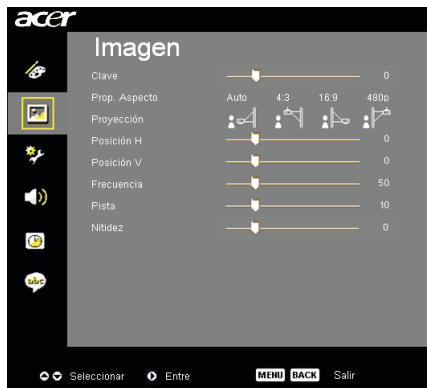 acer
Imagen
Clave 0
Prop. Aspecto Auto 4:3 16:9 480p
Proyección
Posición H 0
Posición V 0
Frecuencia 50
Pista 10
Nitidez 0
abc
Seleccionar Entre MENU BACK Salir